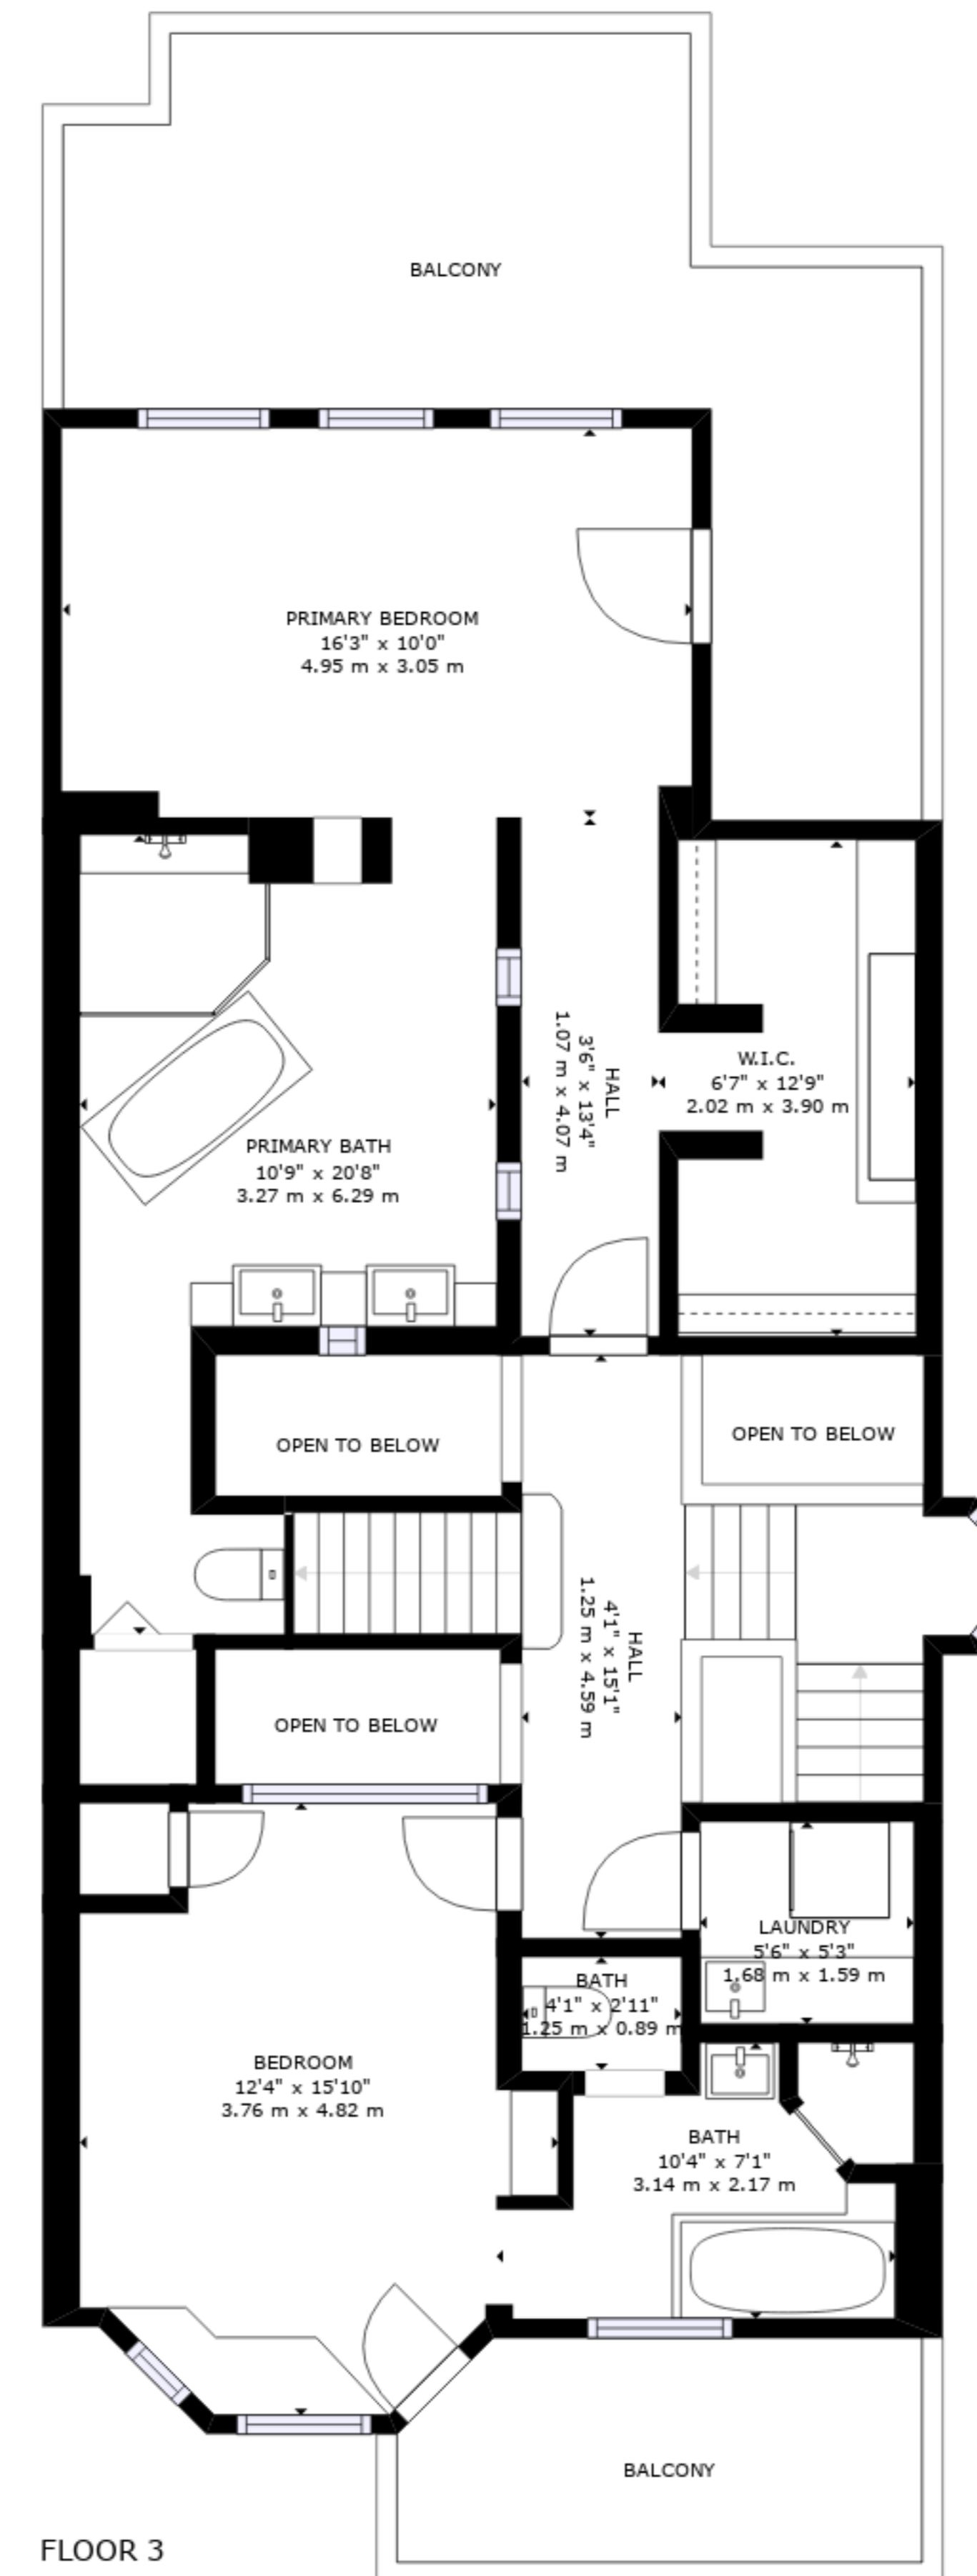 BALCONY
PRIMARY BEDROOM
16'3" x 10'0"
4.95 m x 3.05 m
HALL
3'6" x 13'4"
1.07 m x 4.07 m
W.I.C.
6'7" x 12'9"
2.02 m x 3.90 m
PRIMARY BATH
10'9" x 20'8"
3.27 m x 6.29 m
OPEN TO BELOW
OPEN TO BELOW
HALL
4'1" x 15'1"
1.25 m x 4.59 m
OPEN TO BELOW
LAUNDRY
5'6" x 5'3"
1.68 m x 1.59 m
BATH
4'1" x 2'11"
1.25 m x 0.89 m
BEDROOM
12'4" x 15'10"
3.76 m x 4.82 m
BATH
10'4" x 7'1"
3.14 m x 2.17 m
BALCONY
FLOOR 3